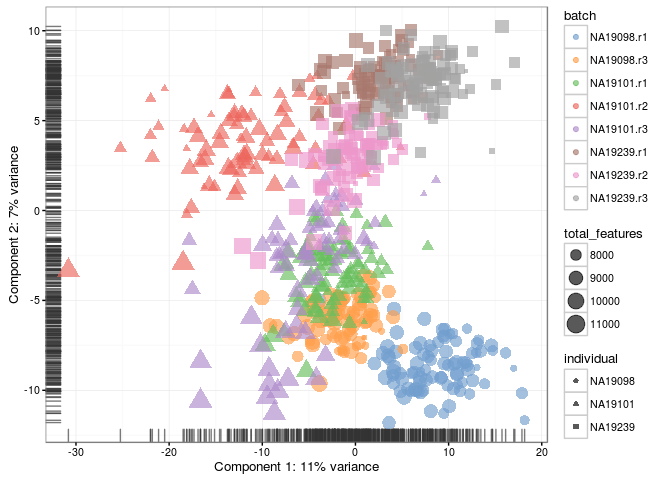 10
5
0
-5
-10
-30
-20
-10
0
10
20
Component 1: 11% variance
Component 2: 7% variance
batch
NA19098.r1
NA19098.r3
NA19101.r1
NA19101.r2
NA19101.r3
NA19239.r1
NA19239.r2
NA19239.r3
total_features
8000
9000
10000
11000
individual
NA19098
NA19101
NA19239